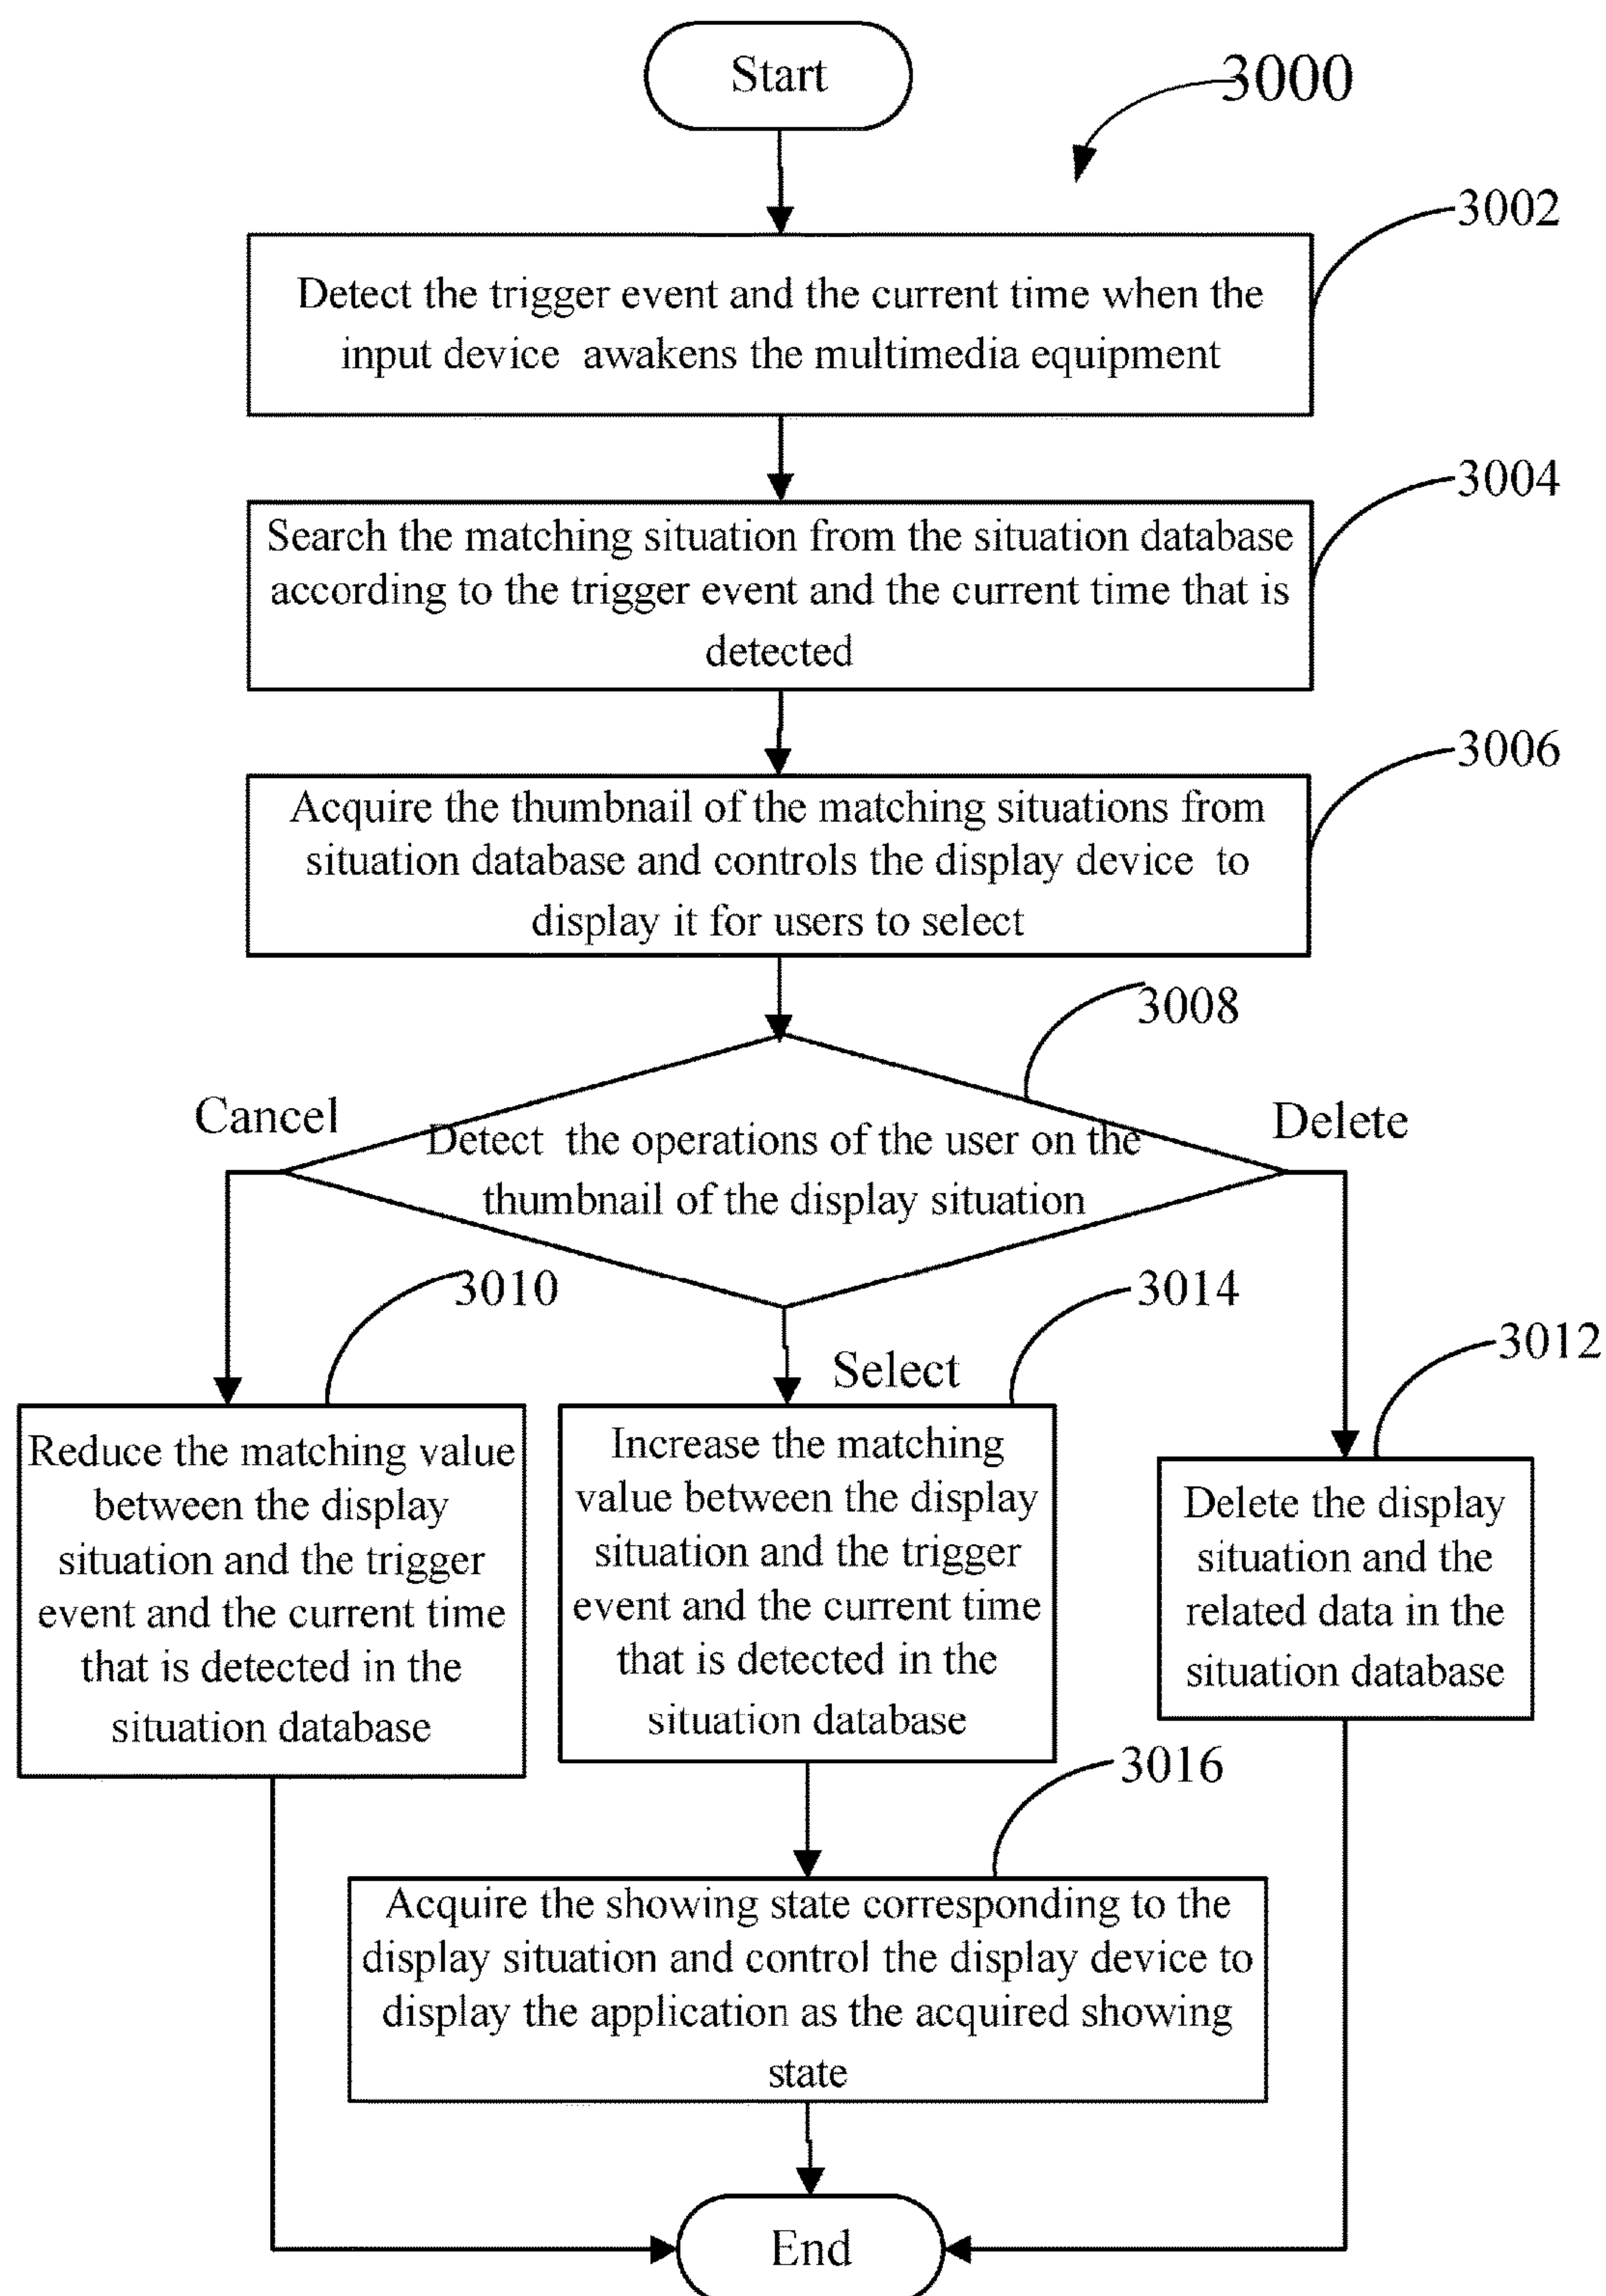 Start
3000
3002
Detect the trigger event and the current time when the
input device awakens the multimedia equipment
3004
Search the matching situation from the situation database
according to the trigger event and the current time that is
detected
3006
Acquire the thumbnail of the matching situations from
situation database and controls the display device to
display it for users to select
3008
Cancel
Delete
Detect the operations of the user on the
thumbnail of the display situation
3010
3014
3012
Select
Reduce the matching value
between the display
situation and the trigger
event and the current time
that is detected in the
situation database
Increase the matching
value between the display
situation and the trigger
event and the current time
that is detected in the
situation database
Delete the display
situation and the
related data in the
situation database
3016
Acquire the showing state corresponding to the
display situation and control the display device to
display the application as the acquired showing
state
End